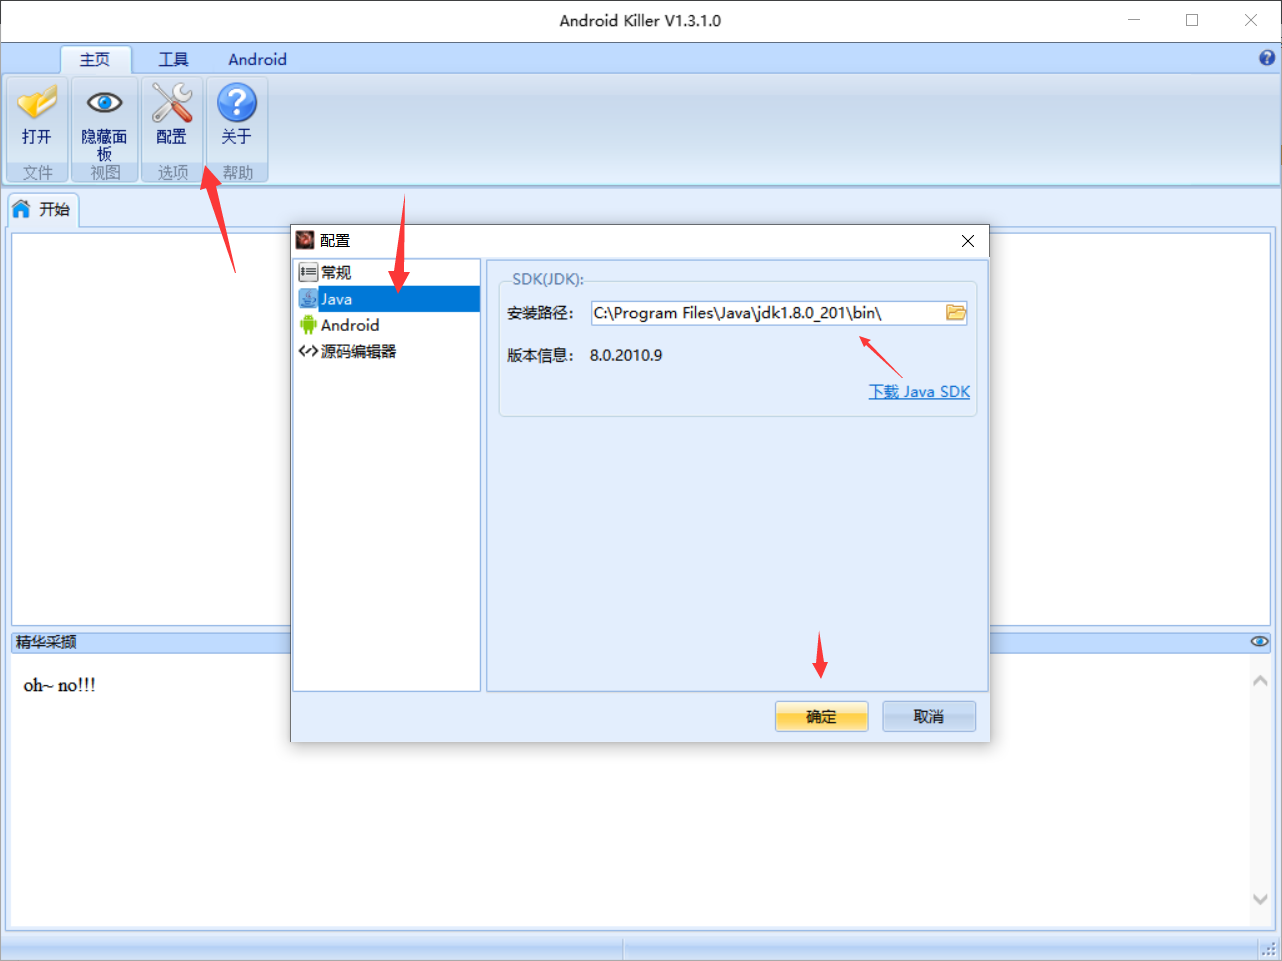 Android Killer V1.3.1.0
主页 工具 Android
打开 隐藏面板 配置 关于
文件 视图 选项 帮助
开始
配置
常规
Java
Android
源码编辑器
SDK(JDK):
安装路径: C:\Program Files\Java\jdk1.8.0_201\bin\
版本信息: 8.0.2010.9
下载 Java SDK
确定 取消
精华采撷
oh~ no!!!